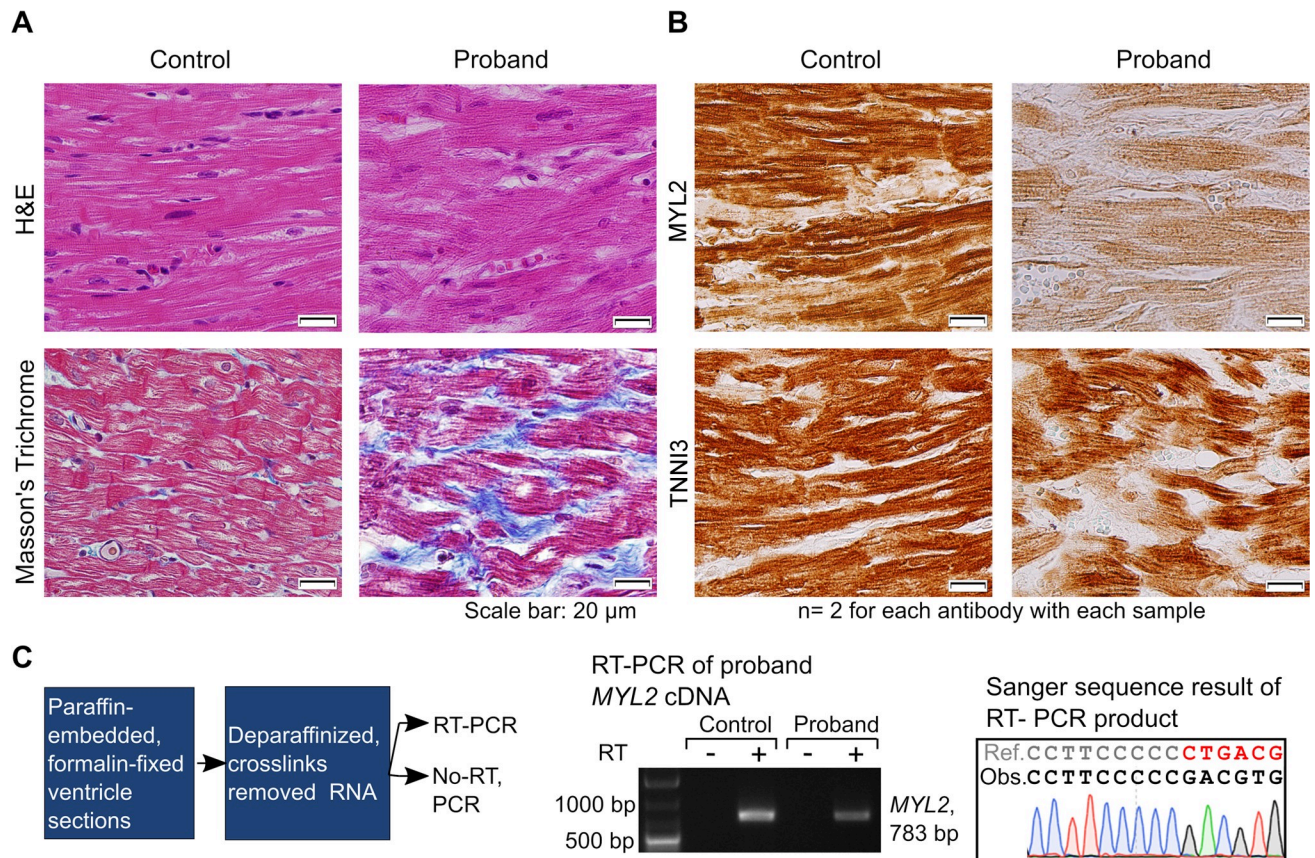 A
Control
Proband
H&E
Masson's Trichrome
Scale bar: 20 µm
B
Control
Proband
MYL2
TNNI3
n= 2 for each antibody with each sample
C
Paraffin-
embedded,
formalin-fixed
ventricle
sections
Deparaffinized,
crosslinks
removed RNA
RT-PCR
No-RT,
PCR
RT-PCR of proband
MYL2 cDNA
Control
Proband
RT - + - +
1000 bp
500 bp
MYL2,
783 bp
Sanger sequence result of
RT- PCR product
Ref.CCTTCCCCCCTGACG
Obs.CCTTCCCCCGACGTG